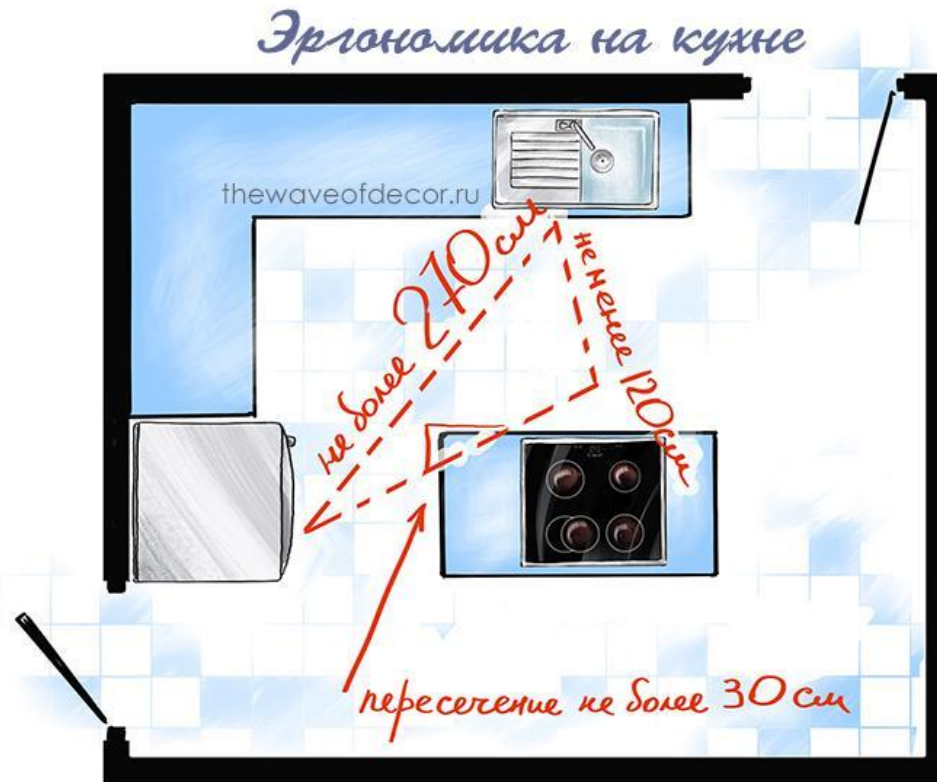 Эргономика на кухне
thewaveofdecor.ru
не более 270 см
не менее 120 см
пересечение не более 30 см